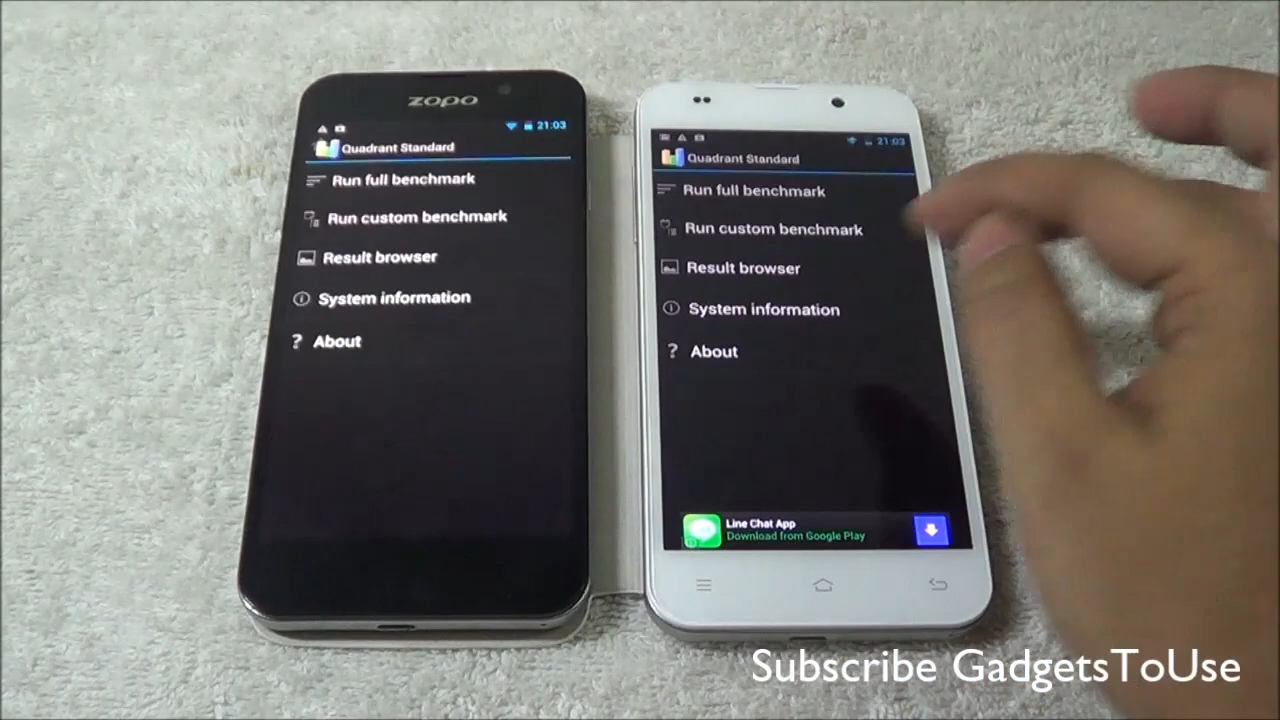 ZOPO
21:03
Quadrant Standard
Run full benchmark
Run custom benchmark
Result browser
System information
? About
21:03
Quadrant Standard
Run full benchmark
Run custom benchmark
Result browser
System information
? About
Line Chat App
Download from Google Play
Subscribe GadgetsToUse